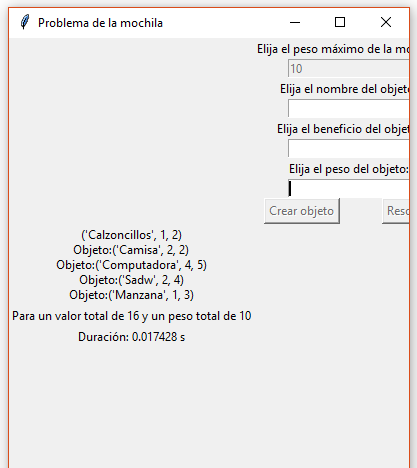 Problema de la mochila
Elija el peso máximo de la mo
10
Elija el nombre del objeto
Elija el beneficio del objet
Elija el peso del objeto:
Crear objeto
Reso
('Calzoncillos', 1, 2)
Objeto:('Camisa', 2, 2)
Objeto:('Computadora', 4, 5)
Objeto:('Sadw', 2, 4)
Objeto:('Manzana', 1, 3)
Para un valor total de 16 y un peso total de 10
Duración: 0.017428 s